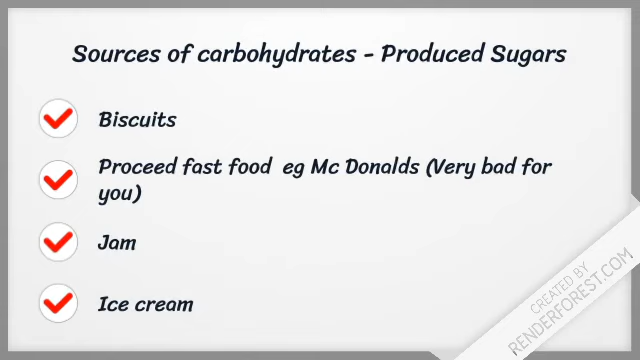 Sources of carbohydrates - Produced Sugars
Biscuits
Proceed fast food eg Mc Donalds (Very bad for
you)
Jam
Ice cream
CREATED BY
RENDERFOREST.COM